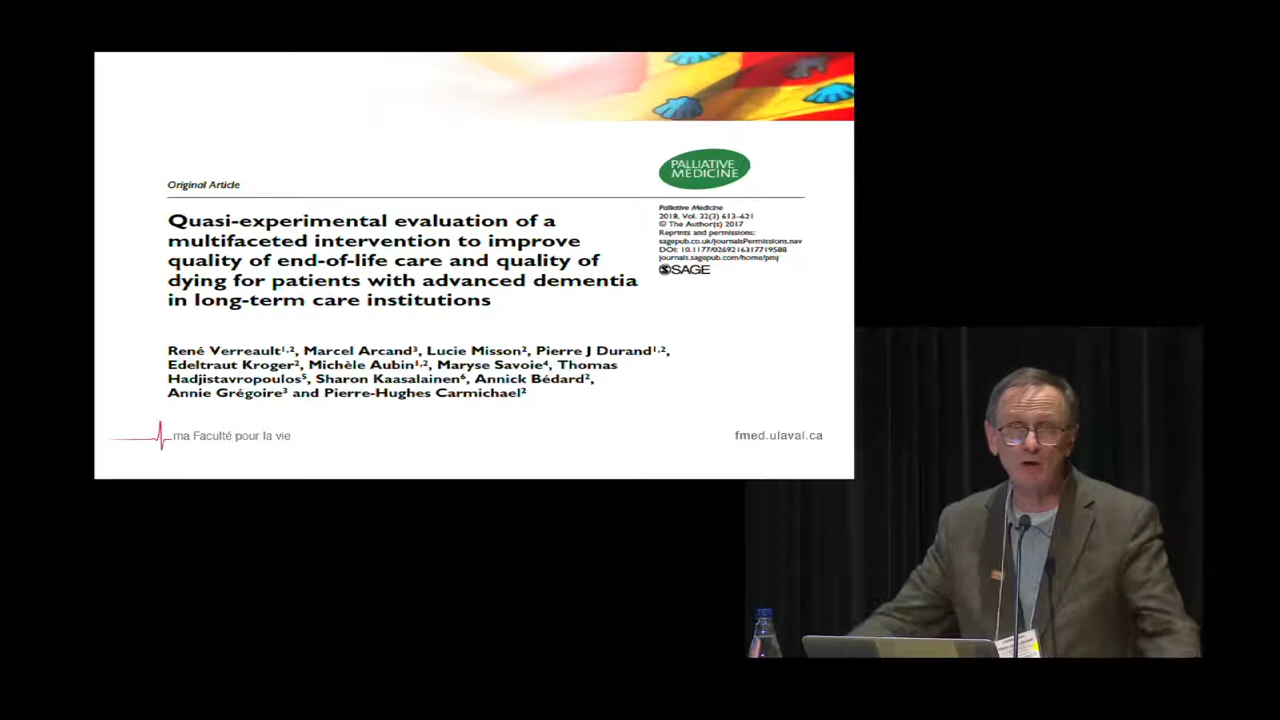 Original Article
PALLIATIVE
MEDICINE
Quasi-experimental evaluation of a
multifaceted intervention to improve
quality of end-of-life care and quality of
dying for patients with advanced dementia
in long-term care institutions
Palliative Medicine
2018, Vol. 32(3) 613–621
© The Author(s) 2017
Reprints and permissions:
sagepub.co.uk/journalsPermissions.nav
DOI: 10.1177/0269216317719588
journals.sagepub.com/home/pmj
SAGE
René Verreault¹,², Marcel Arcand³, Lucie Misson², Pierre J Durand¹,²,
Edeltraut Kroger², Michèle Aubin¹,², Maryse Savoie⁴, Thomas
Hadjistavropoulos⁵, Sharon Kaasalainen⁶, Annick Bédard²,
Annie Grégoire³ and Pierre-Hughes Carmichael²
ma Faculté pour la vie
fmed.ulaval.ca